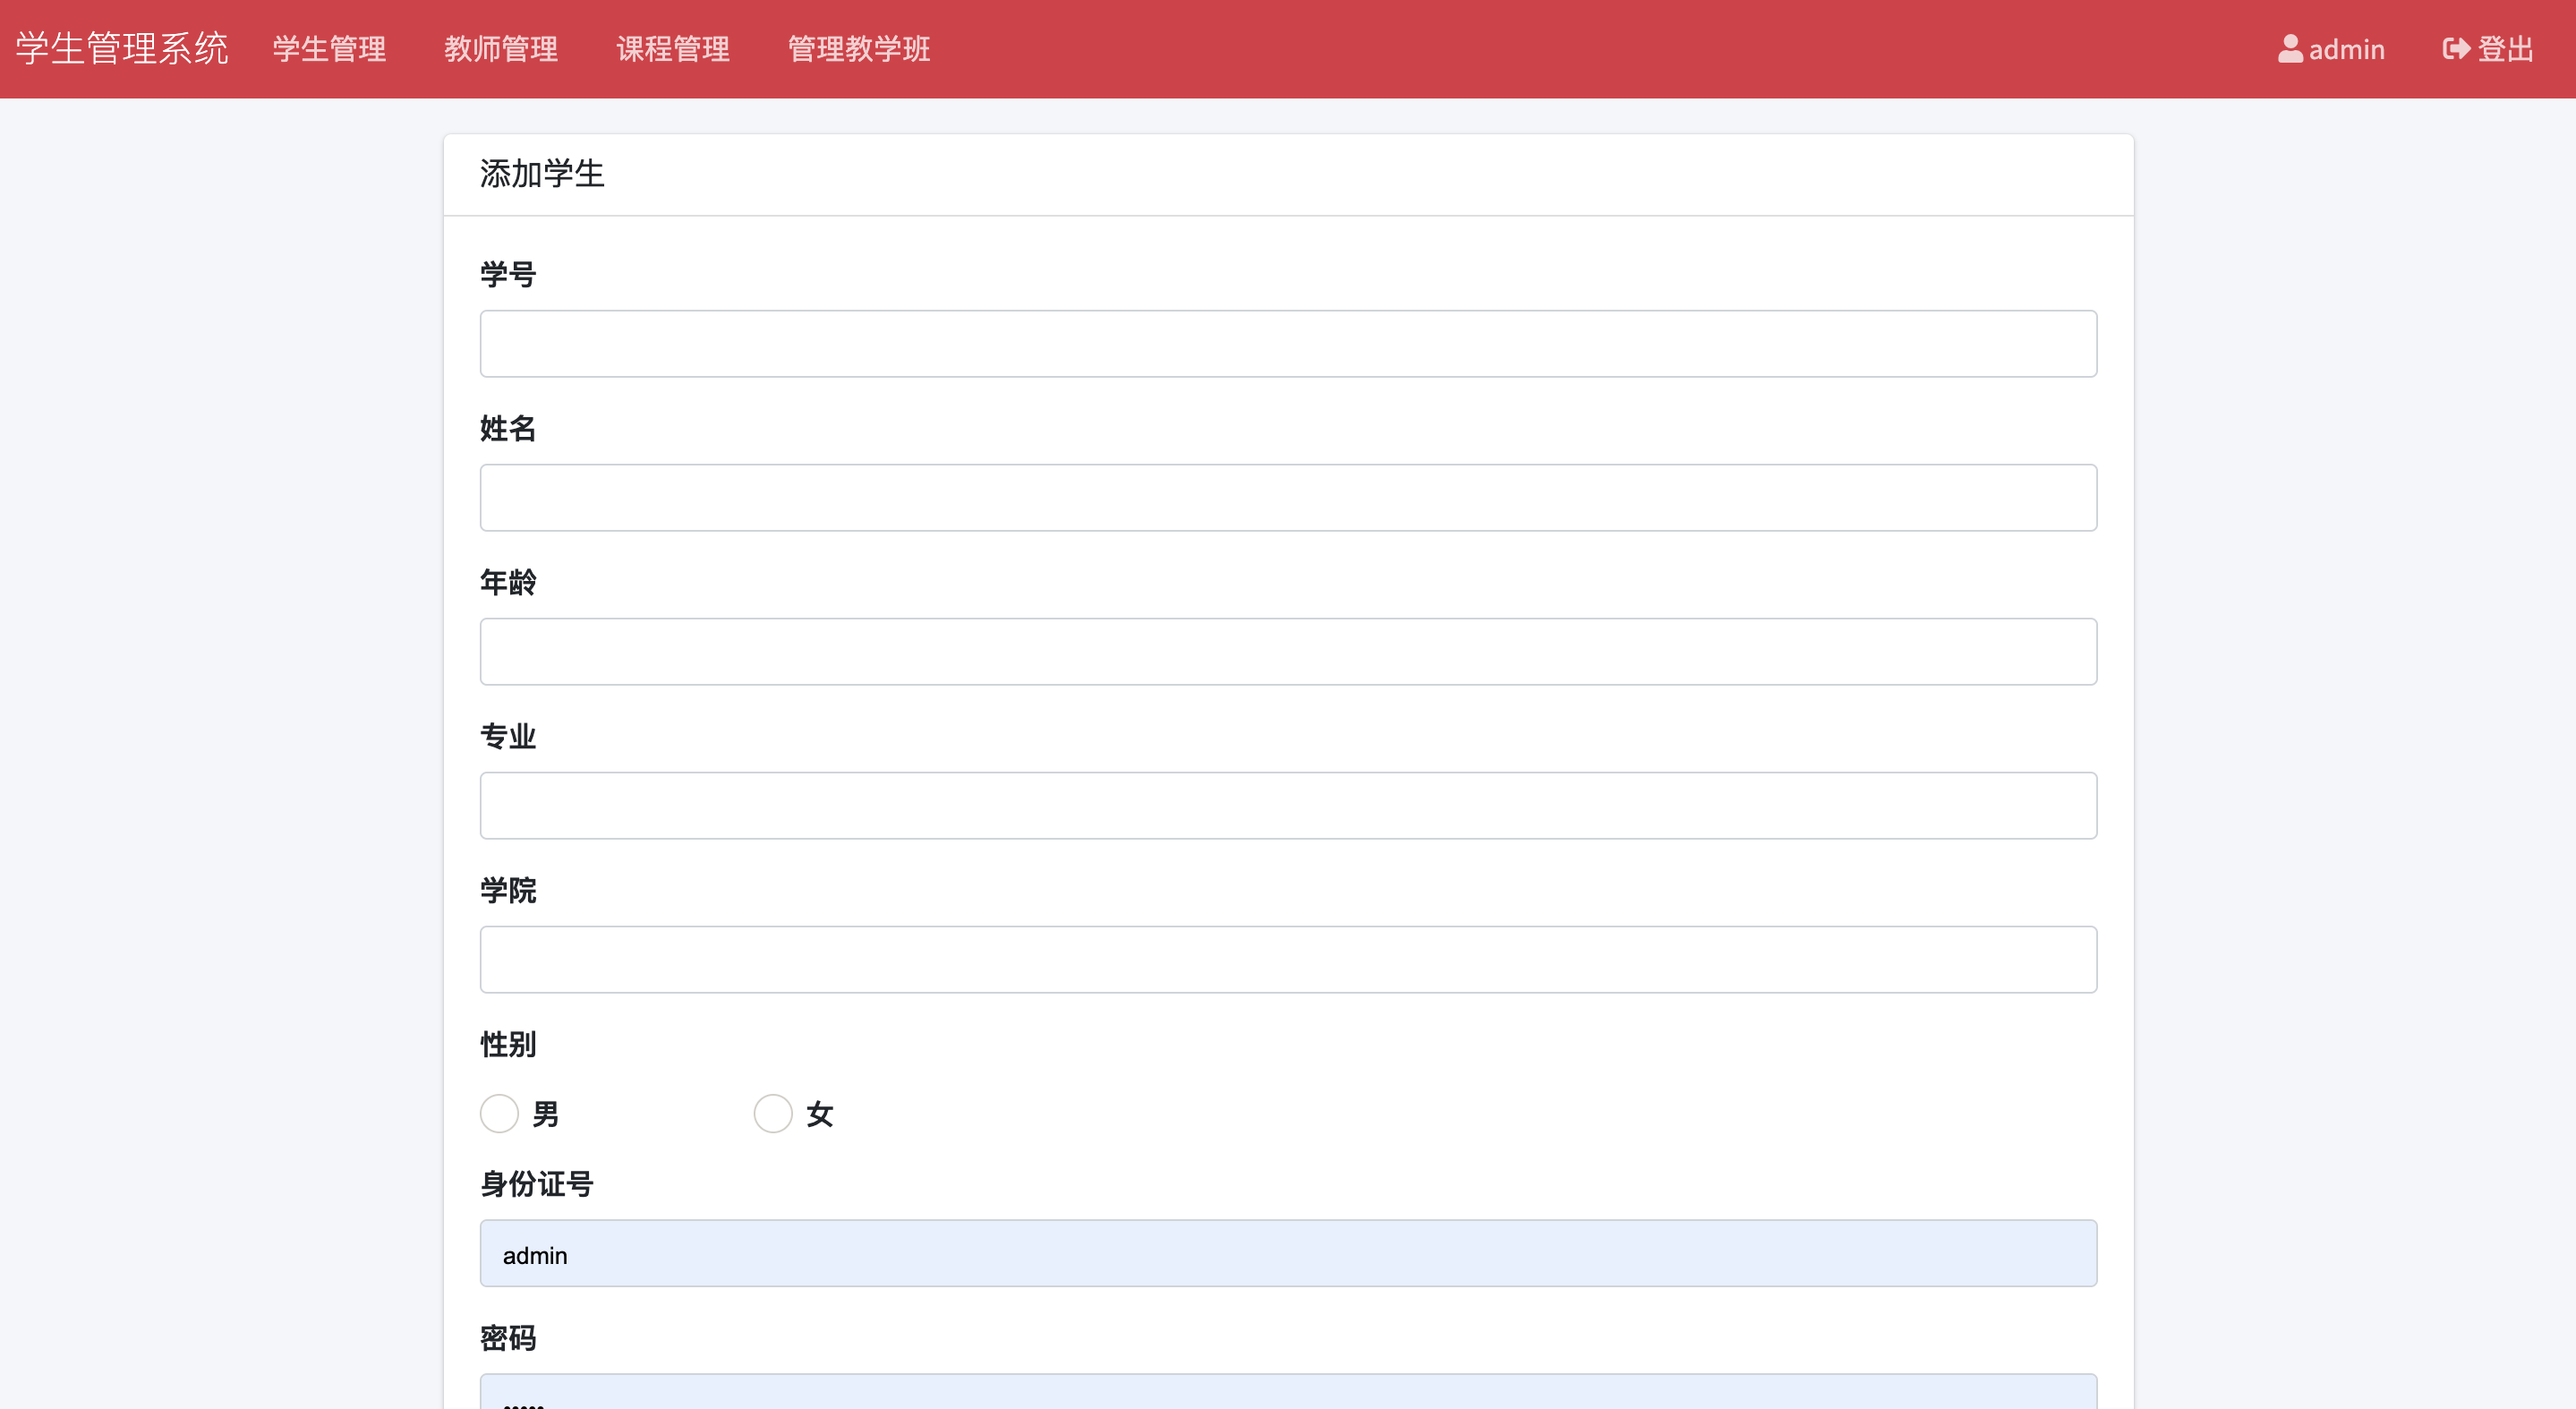 学生管理系统 学生管理 教师管理 课程管理 管理教学班 admin 登出
添加学生
学号
姓名
年龄
专业
学院
性别
男 女
身份证号
admin
密码
••••••